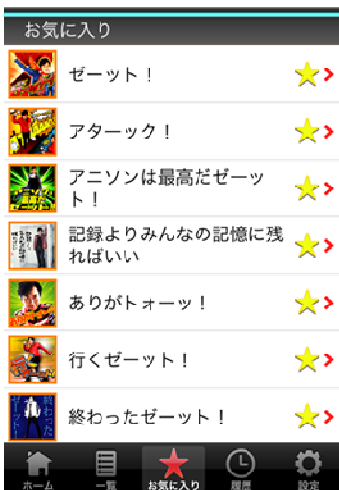 お気に入り
ゼーット！
アターック！
アニソンは最高だゼーッ
ト！
記録よりみんなの記憶に残
ればいい
ありがトォーッ！
行くゼーット！
終わったゼーット！
ホーム
一覧
お気に入り
履歴
設定